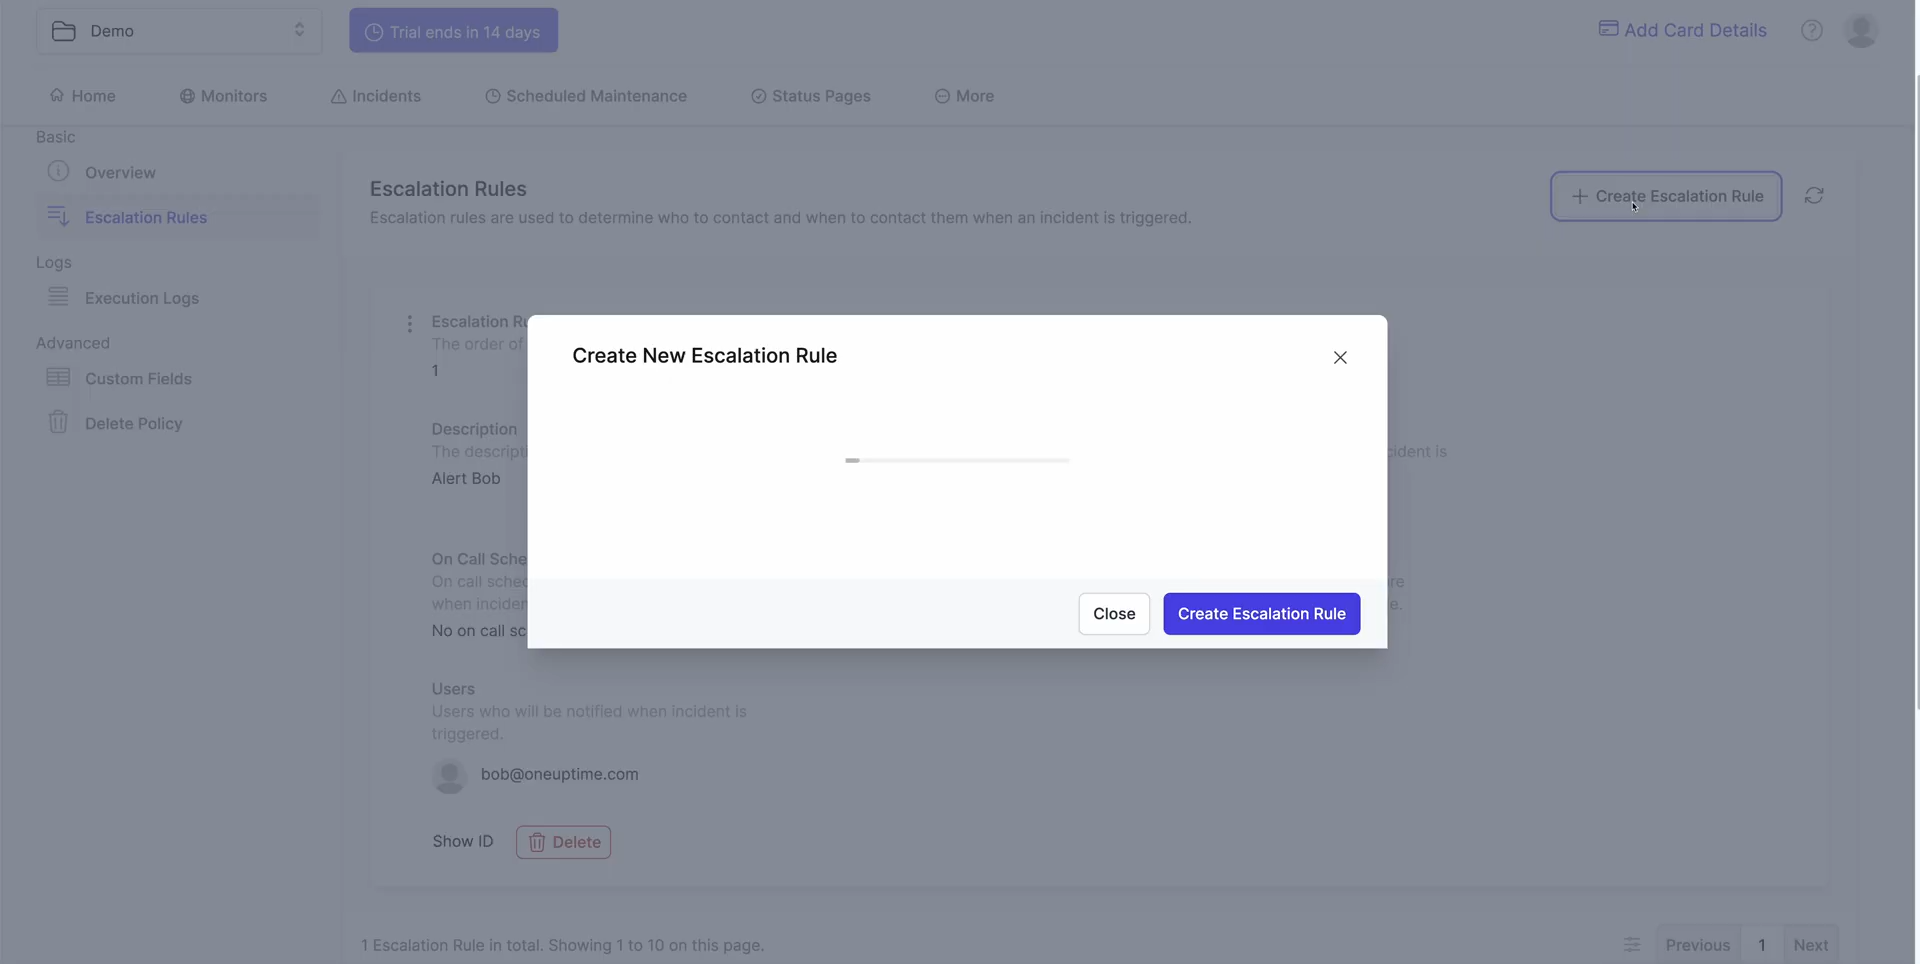 Demo
Trial ends in 14 days
Add Card Details
Home
Monitors
Incidents
Scheduled Maintenance
Status Pages
More
Basic
Overview
Escalation Rules
Logs
Execution Logs
Advanced
Custom Fields
Delete Policy
Escalation Rules
Escalation rules are used to determine who to contact and when to contact them when an incident is triggered.
Create Escalation Rule
Escalation Ru
The order of
1
Description
The descripti
cident is
Alert Bob
On Call Sche
On call sched
re
when inciden
e.
No on call sc
Create New Escalation Rule
Close
Create Escalation Rule
Users
Users who will be notified when incident is
triggered.
bob@oneuptime.com
Show ID
Delete
1 Escalation Rule in total. Showing 1 to 10 on this page.
Previous
1
Next